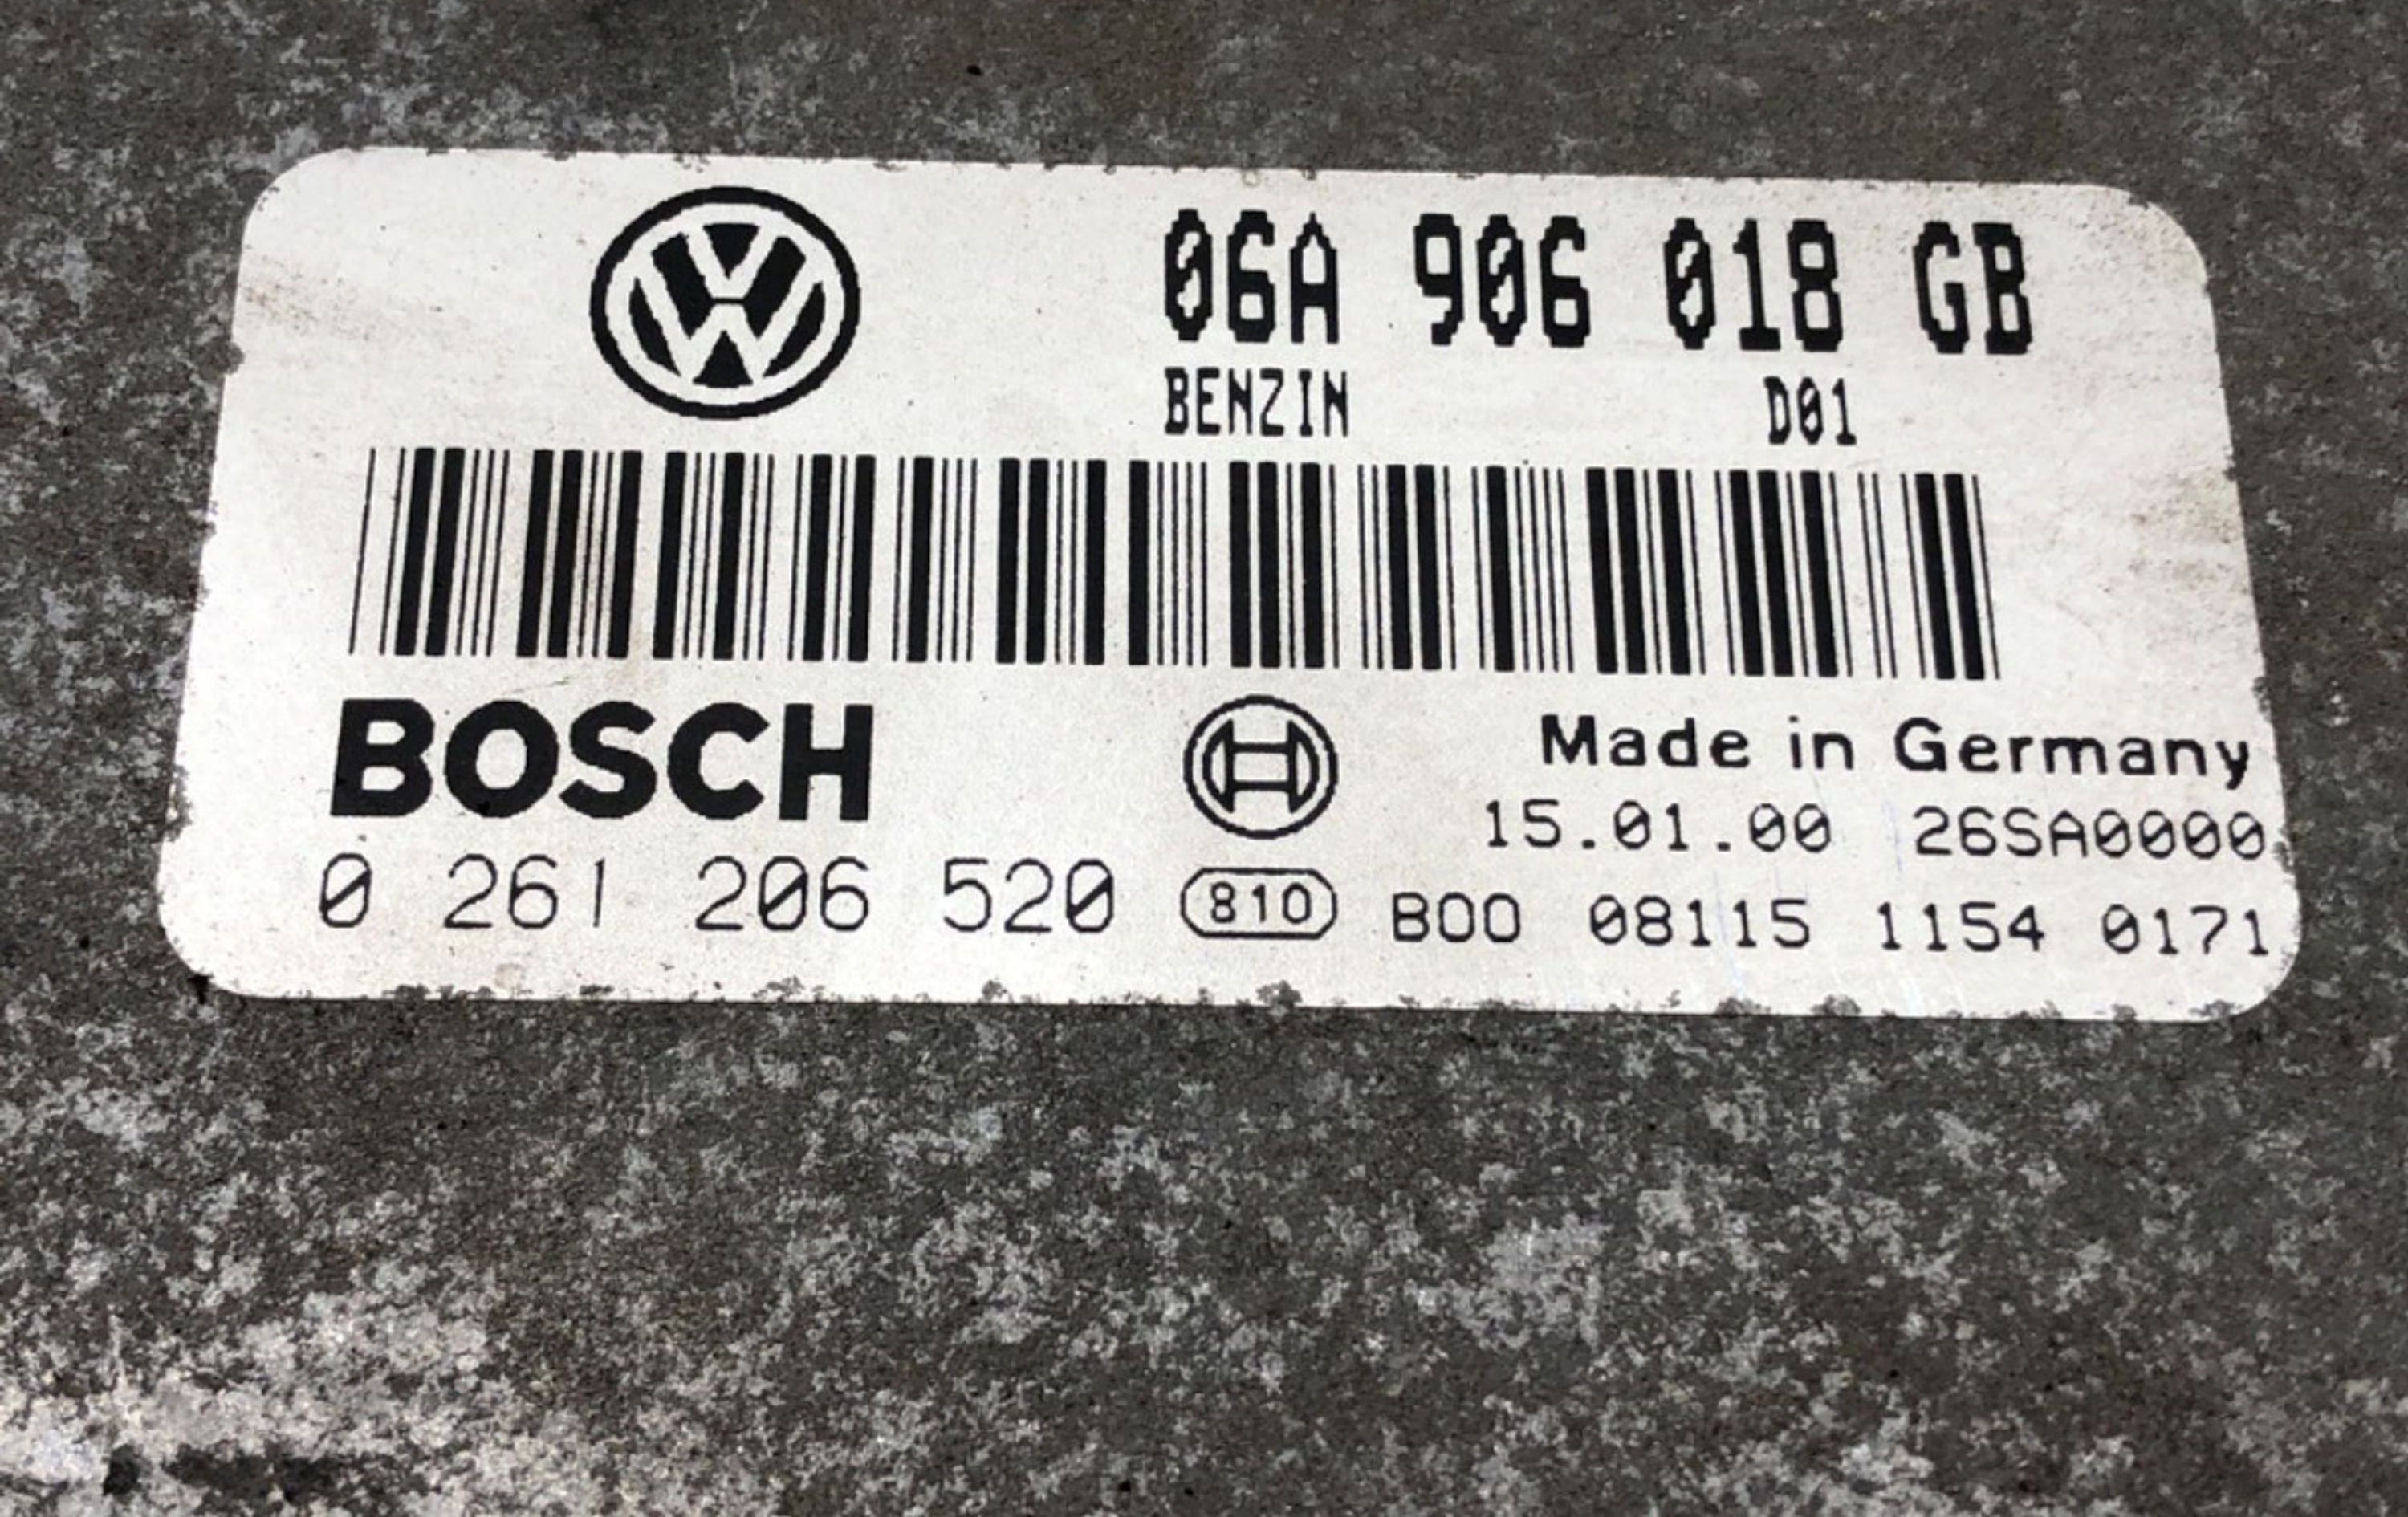 06A 906 018 GB
BENZIN D01
BOSCH Made in Germany
15.01.00 26SA0000
0 261 206 520 810 B00 08115 1154 0171